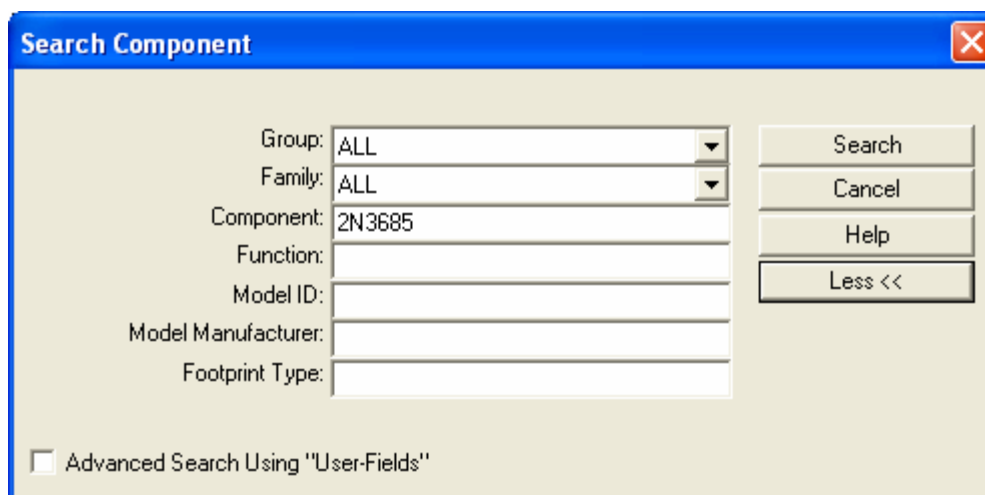 Search Component
Group: ALL
Search
Family: ALL
Cancel
Component: 2N3685
Help
Function:
Less <<
Model ID:
Model Manufacturer:
Footprint Type:
Advanced Search Using "User-Fields"